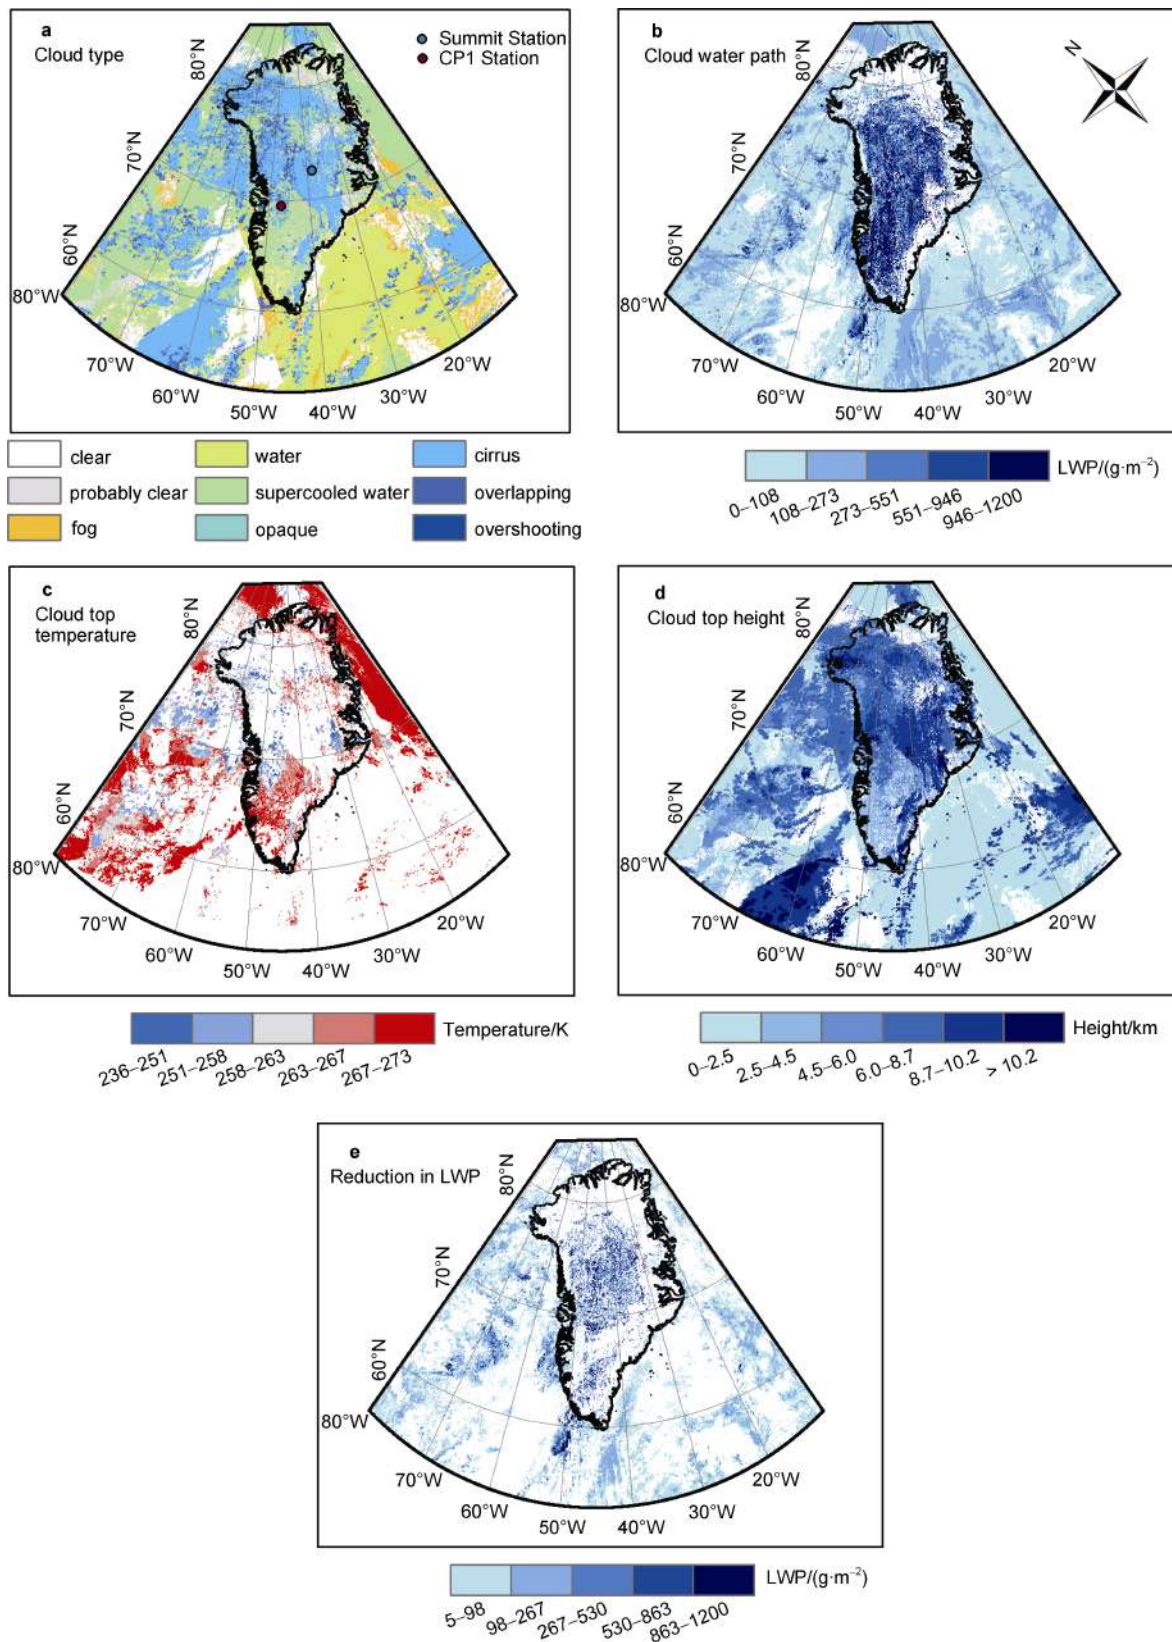 a
Cloud type
Summit Station
CP1 Station
80°N
70°N
60°N
80°W
70°W
60°W
50°W
40°W
30°W
20°W
clear
probably clear
fog
water
supercooled water
opaque
cirrus
overlapping
overshooting
b
Cloud water path
N
80°N
70°N
60°N
80°W
70°W
60°W
50°W
40°W
30°W
20°W
LWP/(g·m⁻²)
0–108
108–273
273–551
551–946
946–1200
c
Cloud top
temperature
80°N
70°N
60°N
80°W
70°W
60°W
50°W
40°W
30°W
20°W
Temperature/K
236–251
251–258
258–263
263–267
267–273
d
Cloud top height
80°N
70°N
60°N
80°W
70°W
60°W
50°W
40°W
30°W
20°W
Height/km
0–2.5
2.5–4.5
4.5–6.0
6.0–8.7
8.7–10.2
> 10.2
e
Reduction in LWP
80°N
70°N
60°N
80°W
70°W
60°W
50°W
40°W
30°W
20°W
LWP/(g·m⁻²)
5–98
98–267
267–530
530–863
863–1200